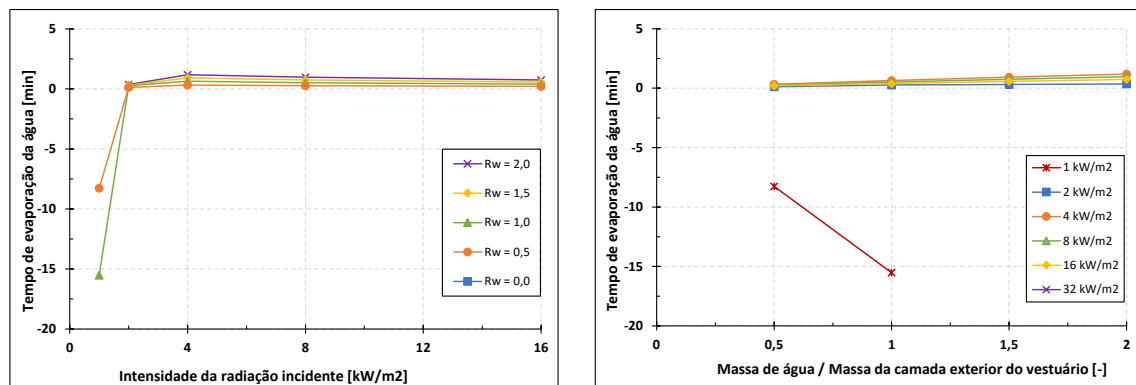 5
0
-5
-10
-15
-20
0
4
8
12
16
Tempo de evaporação da água [min]
Intensidade da radiação incidente [kW/m2]
Rw = 2,0
Rw = 1,5
Rw = 1,0
Rw = 0,5
Rw = 0,0
5
0
-5
-10
-15
-20
0
0,5
1
1,5
2
Tempo de evaporação da água [min]
Massa de água / Massa da camada exterior do vestuário [-]
1 kW/m2
2 kW/m2
4 kW/m2
8 kW/m2
16 kW/m2
32 kW/m2